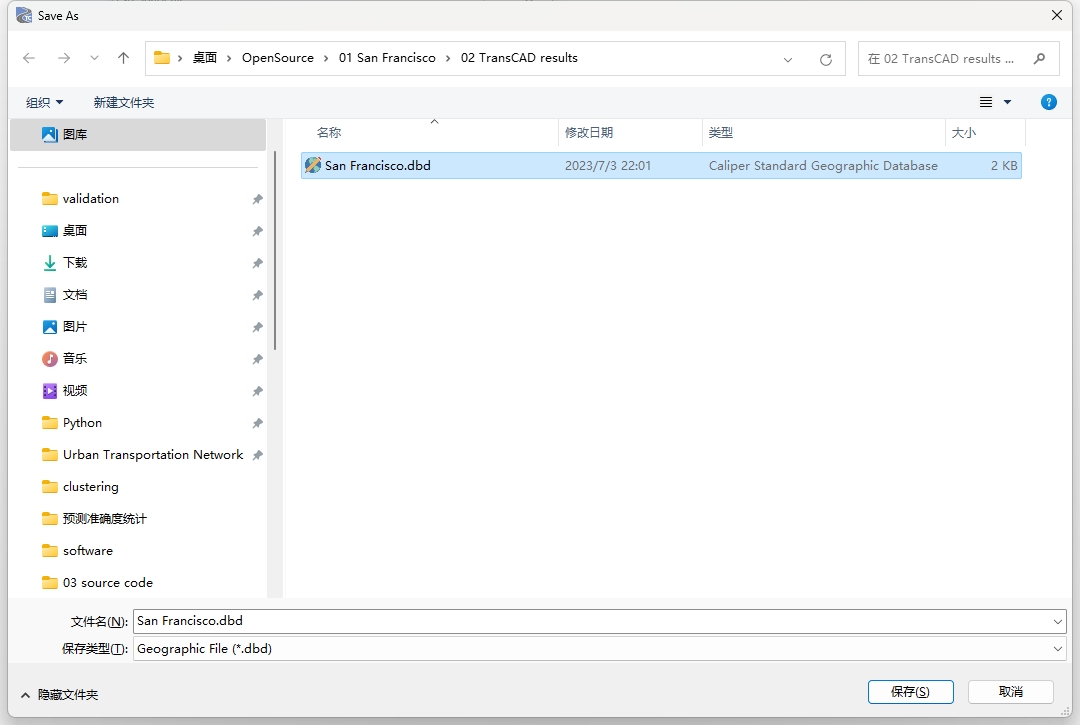 Save As
桌面 OpenSource 01 San Francisco 02 TransCAD results
在 02 TransCAD results ...
组织 新建文件夹
图库
名称 修改日期 类型 大小
San Francisco.dbd 2023/7/3 22:01 Caliper Standard Geographic Database 2 KB
validation
桌面
下载
文档
图片
音乐
视频
Python
Urban Transportation Network
clustering
预测准确度统计
software
03 source code
文件名(N): San Francisco.dbd
保存类型(T): Geographic File (*.dbd)
隐藏文件夹
保存(S) 取消